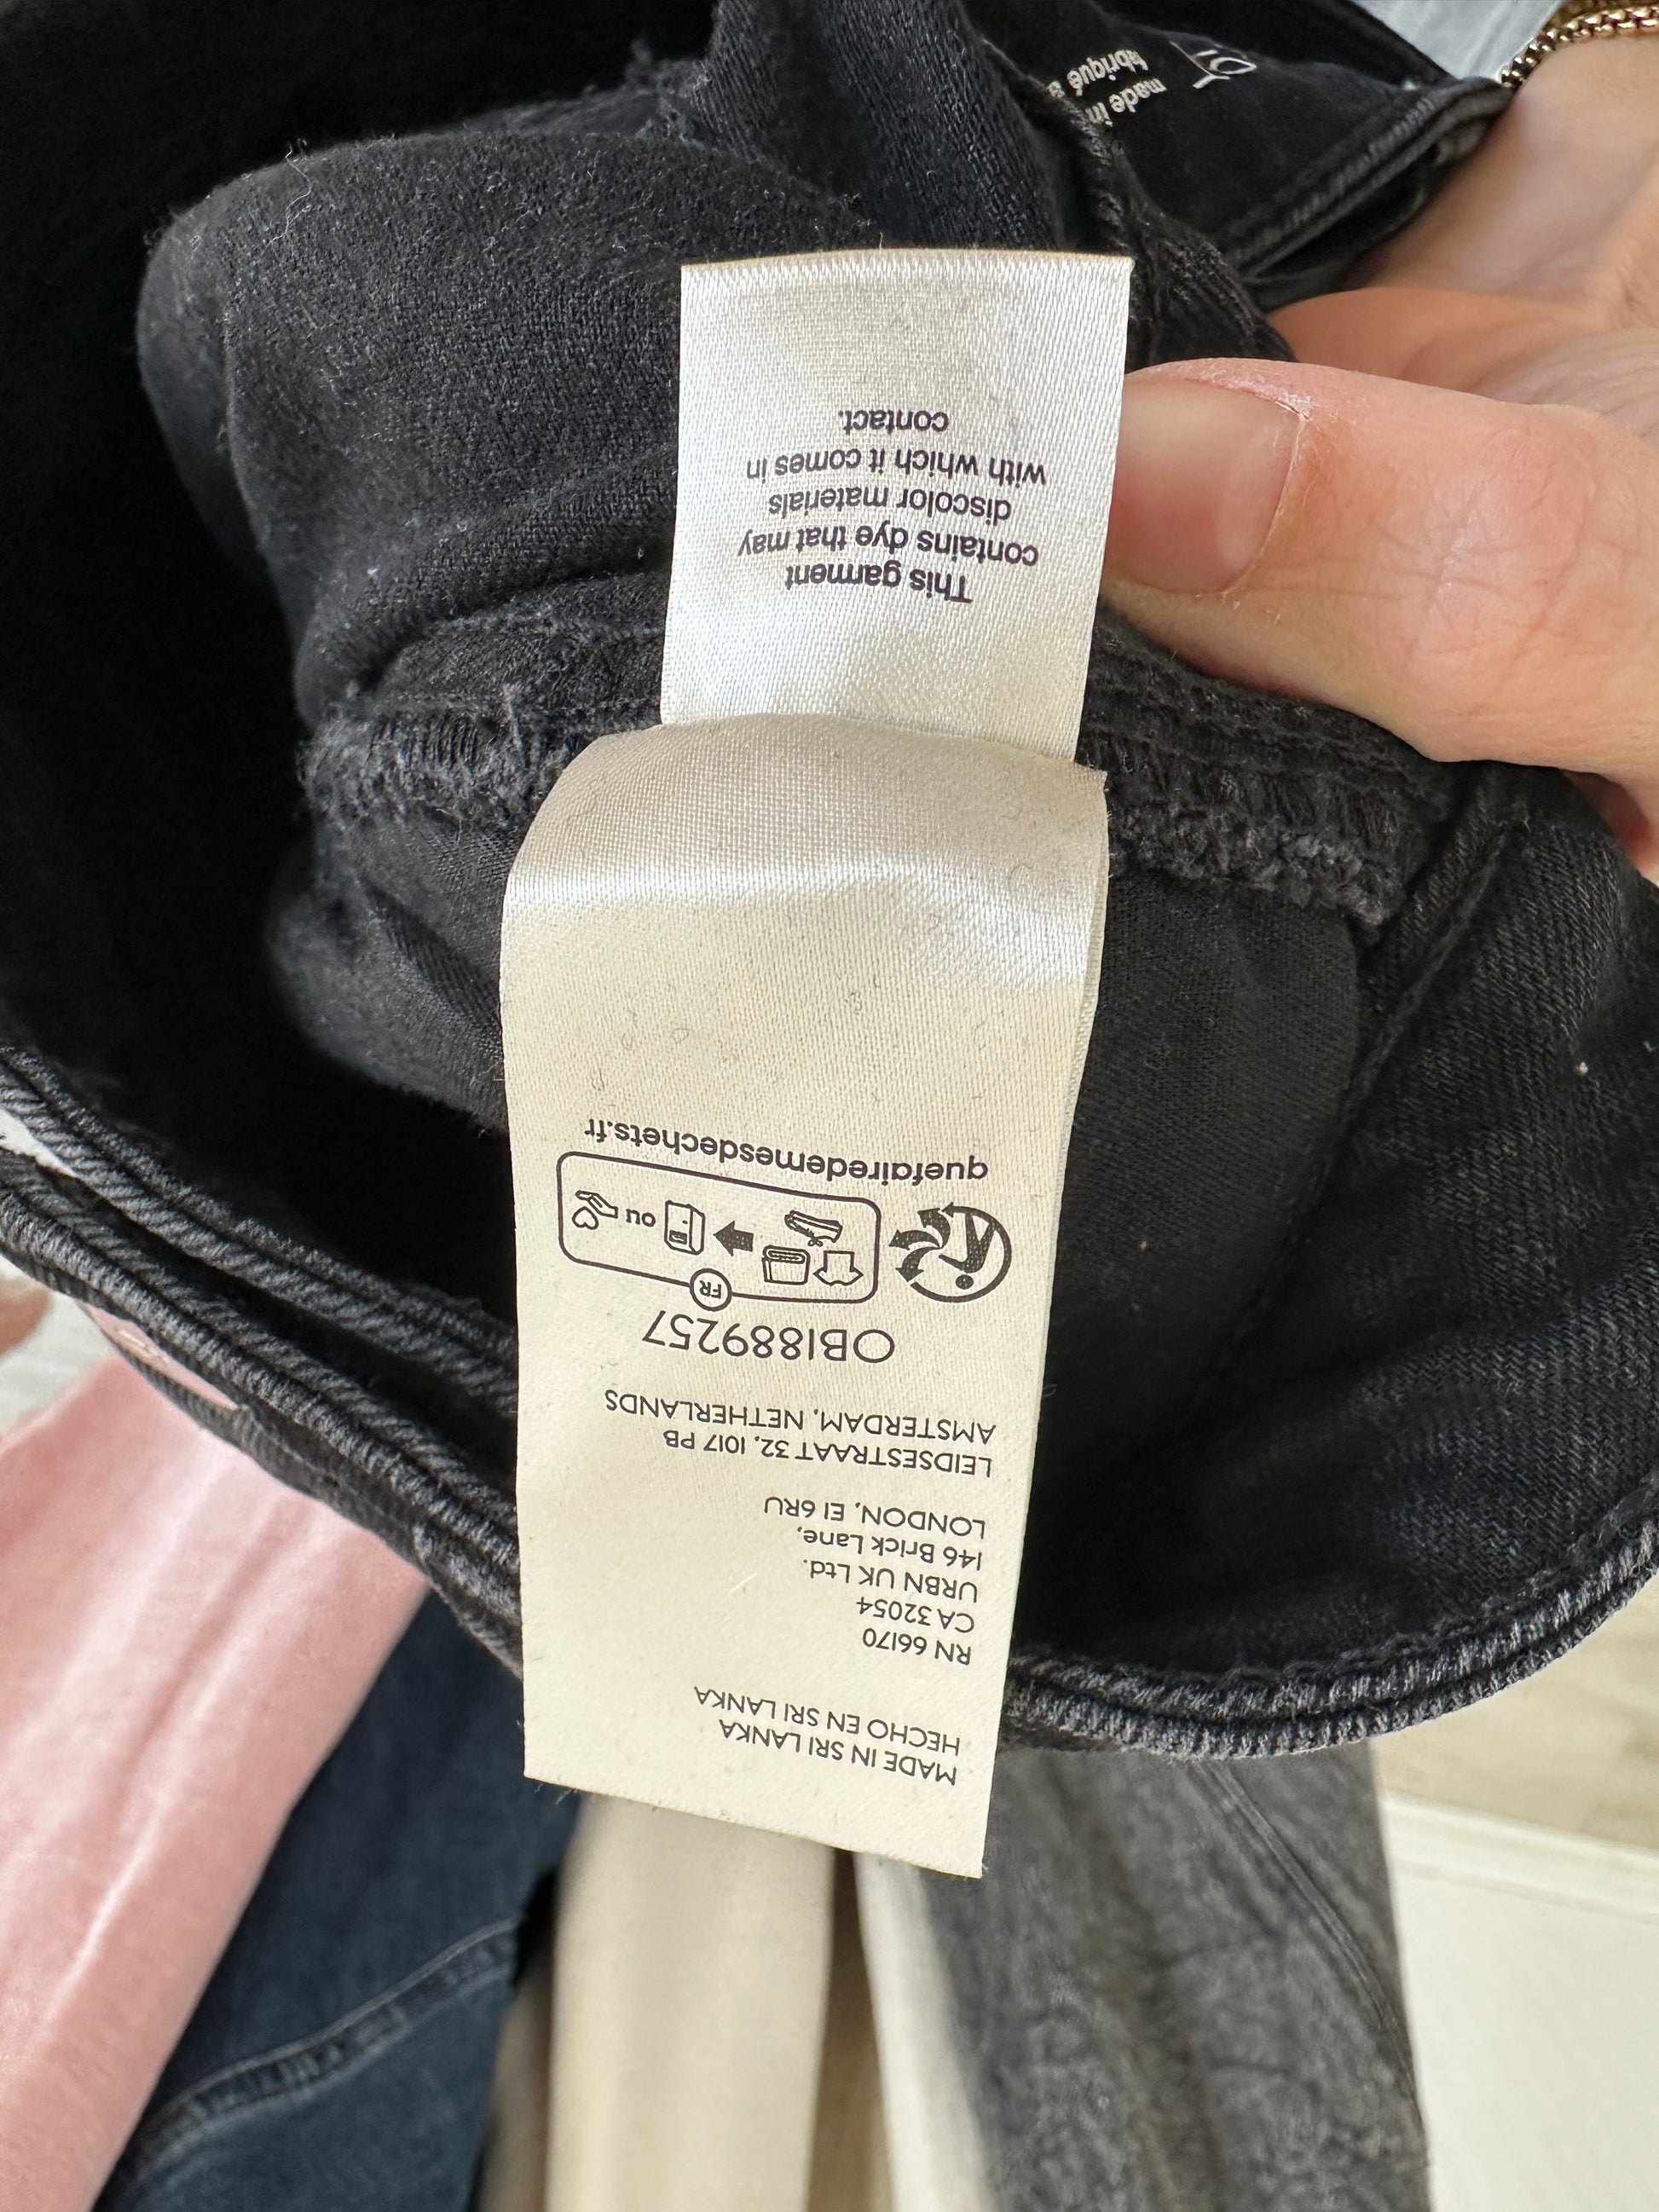 MADE IN SRI LANKA
HECHO EN SRI LANKA
RN 66170
CA 32054
URBN UK Ltd.
146 Brick Lane,
LONDON, E1 6RU
LEIDSESTRAAT 32, 1017 PB
AMSTERDAM, NETHERLANDS
OB1889257
FR
OU
quefairedemesdechets.fr
This garment
contains dye that may
discolor materials
with which it comes in
contact.
made in